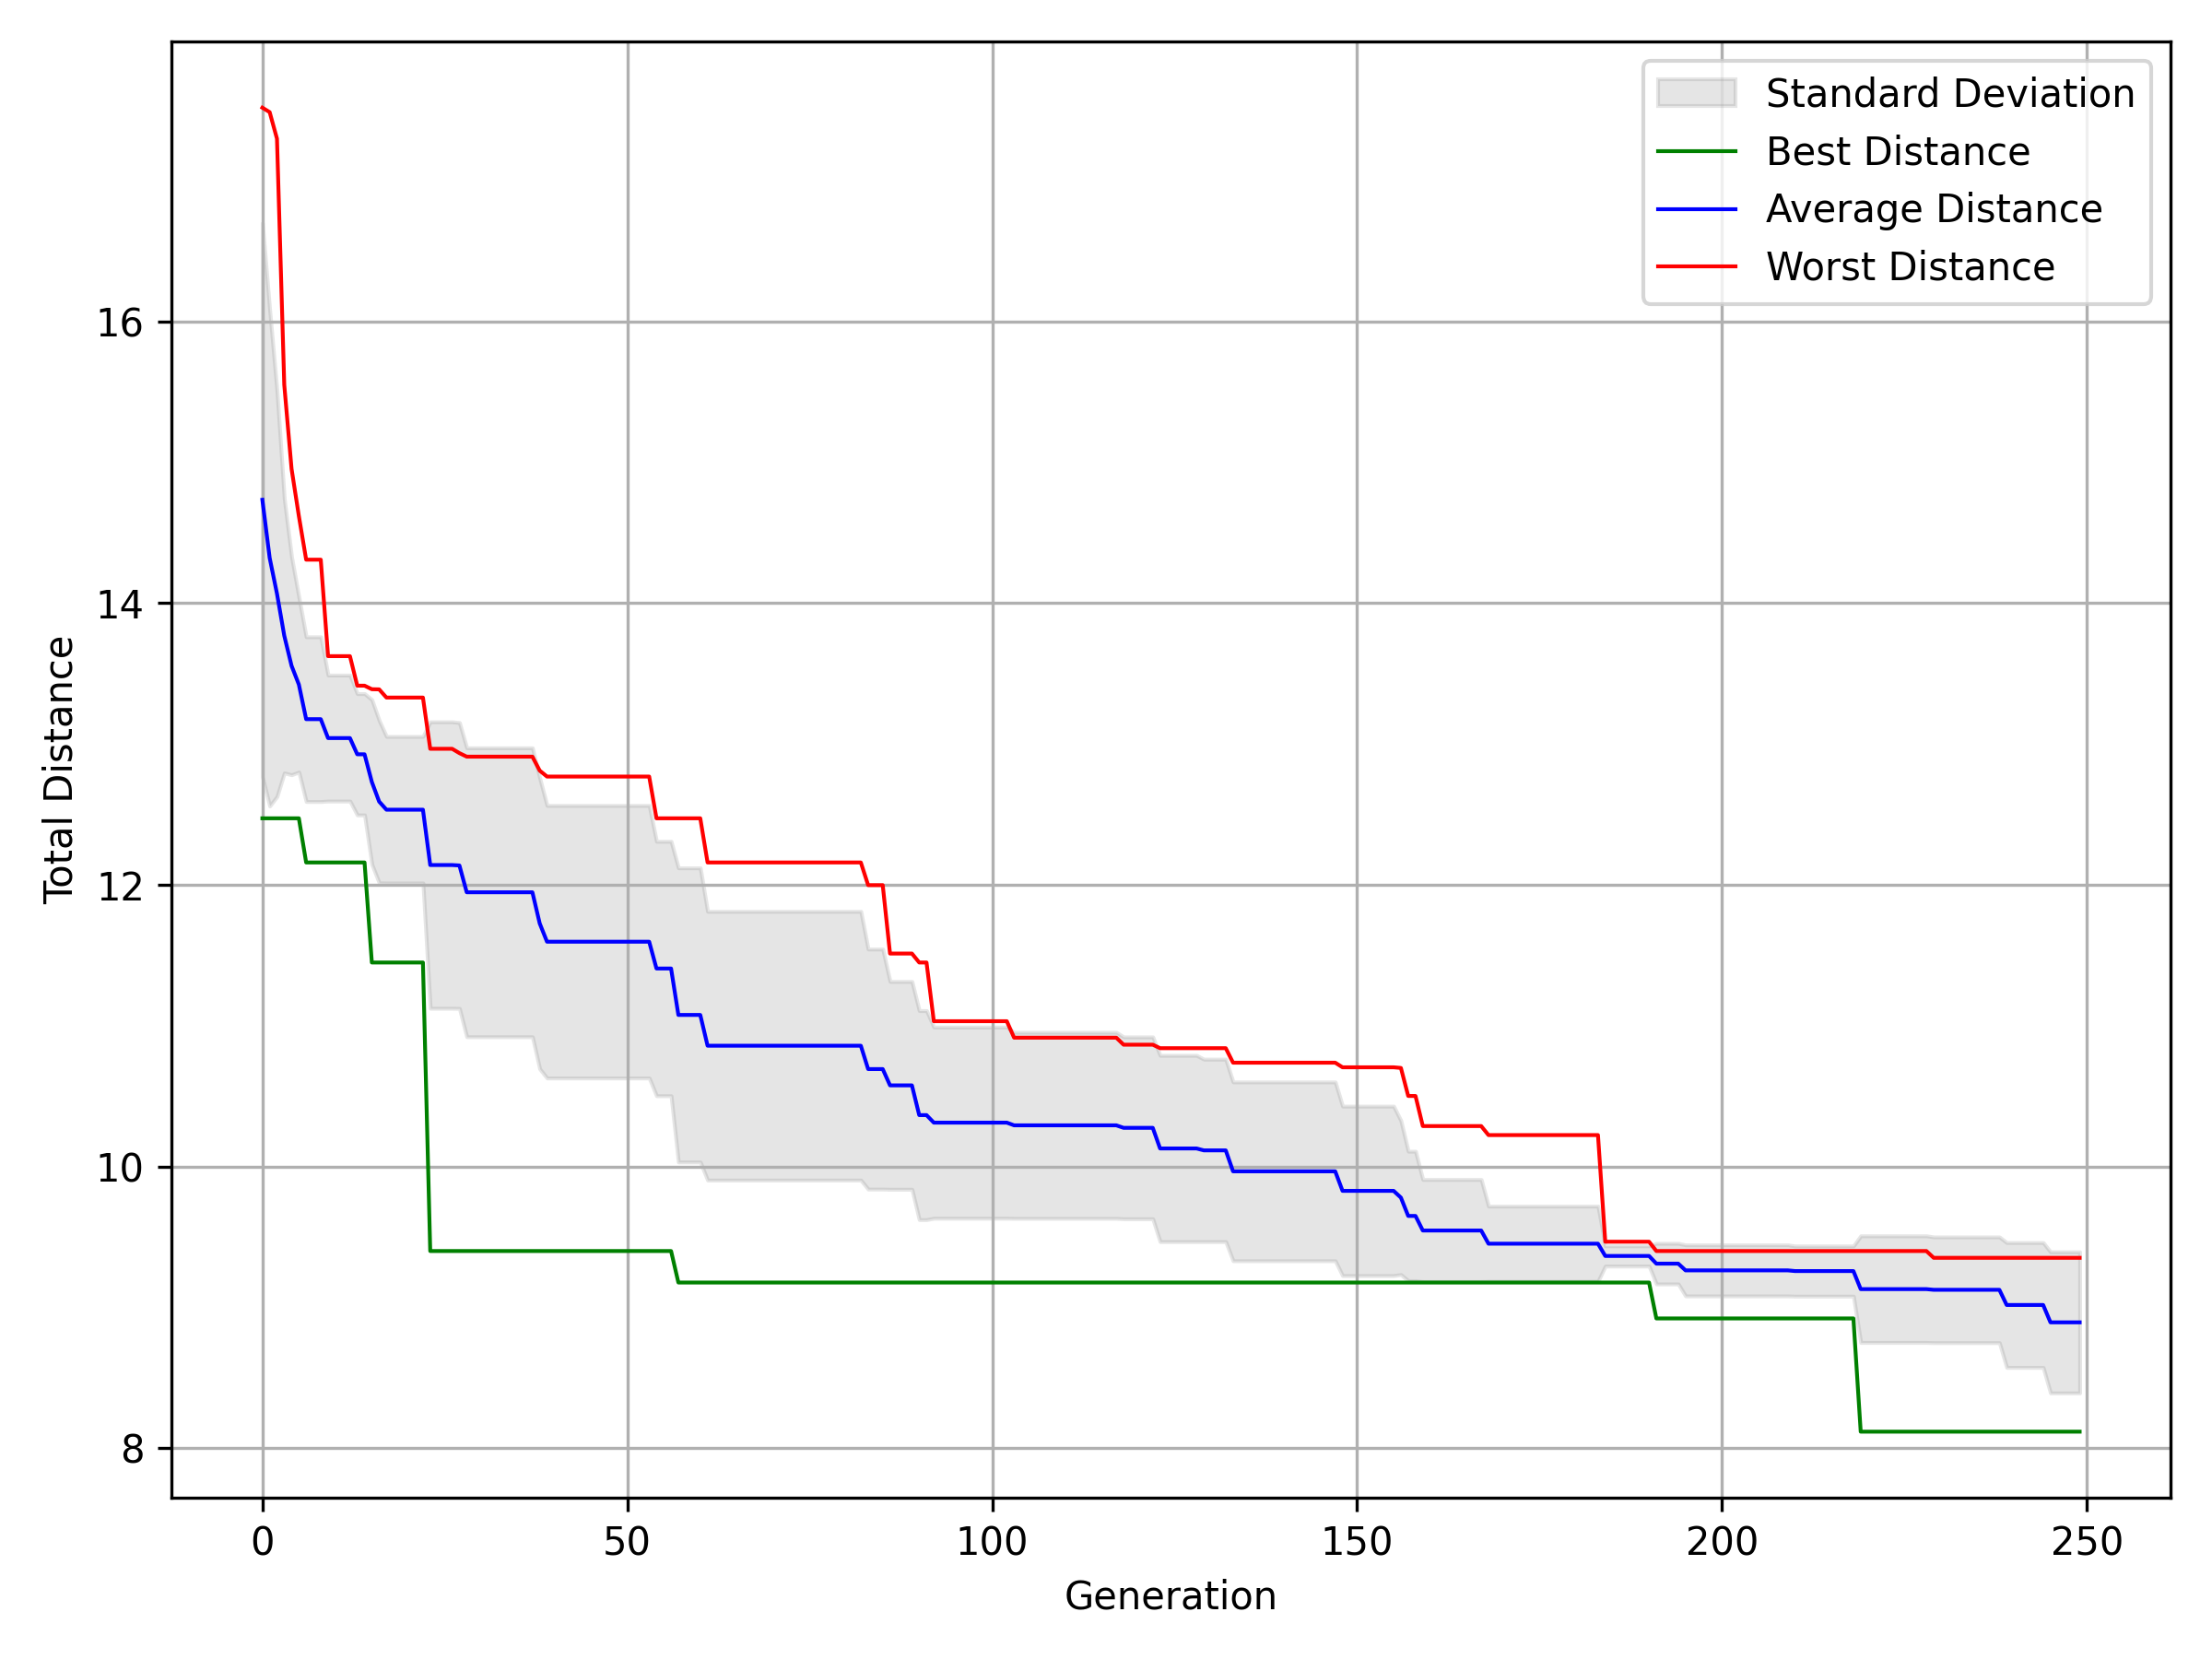 Standard Deviation
Best Distance
Average Distance
Worst Distance
16
14
12
10
8
Total Distance
0 50 100 150 200 250
Generation